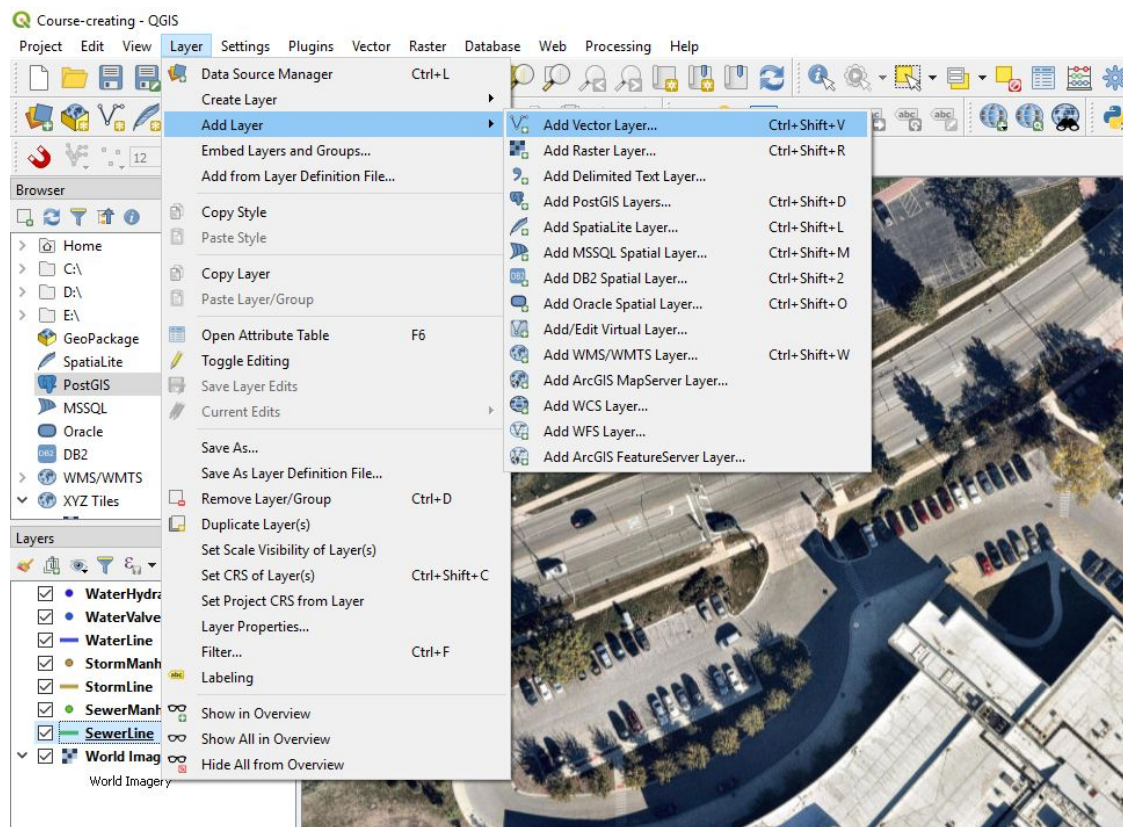 Course-creating - QGIS
Project Edit View Layer Settings Plugins Vector Raster Database Web Processing Help
Data Source Manager Ctrl+L
Create Layer
Add Layer
Embed Layers and Groups...
Add from Layer Definition File...
Copy Style
Paste Style
Copy Layer
Paste Layer/Group
Open Attribute Table F6
Toggle Editing
Save Layer Edits
Current Edits
Save As...
Save As Layer Definition File...
Remove Layer/Group Ctrl+D
Duplicate Layer(s)
Set Scale Visibility of Layer(s)
Set CRS of Layer(s) Ctrl+Shift+C
Set Project CRS from Layer
Layer Properties...
Filter... Ctrl+F
abc Labeling
Show in Overview
Show All in Overview
Hide All from Overview
Add Vector Layer... Ctrl+Shift+V
Add Raster Layer... Ctrl+Shift+R
Add Delimited Text Layer...
Add PostGIS Layers... Ctrl+Shift+D
Add SpatiaLite Layer... Ctrl+Shift+L
Add MSSQL Spatial Layer... Ctrl+Shift+M
DB2 Add DB2 Spatial Layer... Ctrl+Shift+2
Add Oracle Spatial Layer... Ctrl+Shift+O
Add/Edit Virtual Layer...
Add WMS/WMTS Layer... Ctrl+Shift+W
Add ArcGIS MapServer Layer...
Add WCS Layer...
Add WFS Layer...
Add ArcGIS FeatureServer Layer...
abc abc
12
Browser
Home
C:\
D:\
E:\
GeoPackage
SpatiaLite
PostGIS
MSSQL
Oracle
DB2 DB2
WMS/WMTS
XYZ Tiles
Layers
WaterHydra
WaterValve
WaterLine
StormManh
StormLine
SewerManh
SewerLine
World Imag
World Imagery